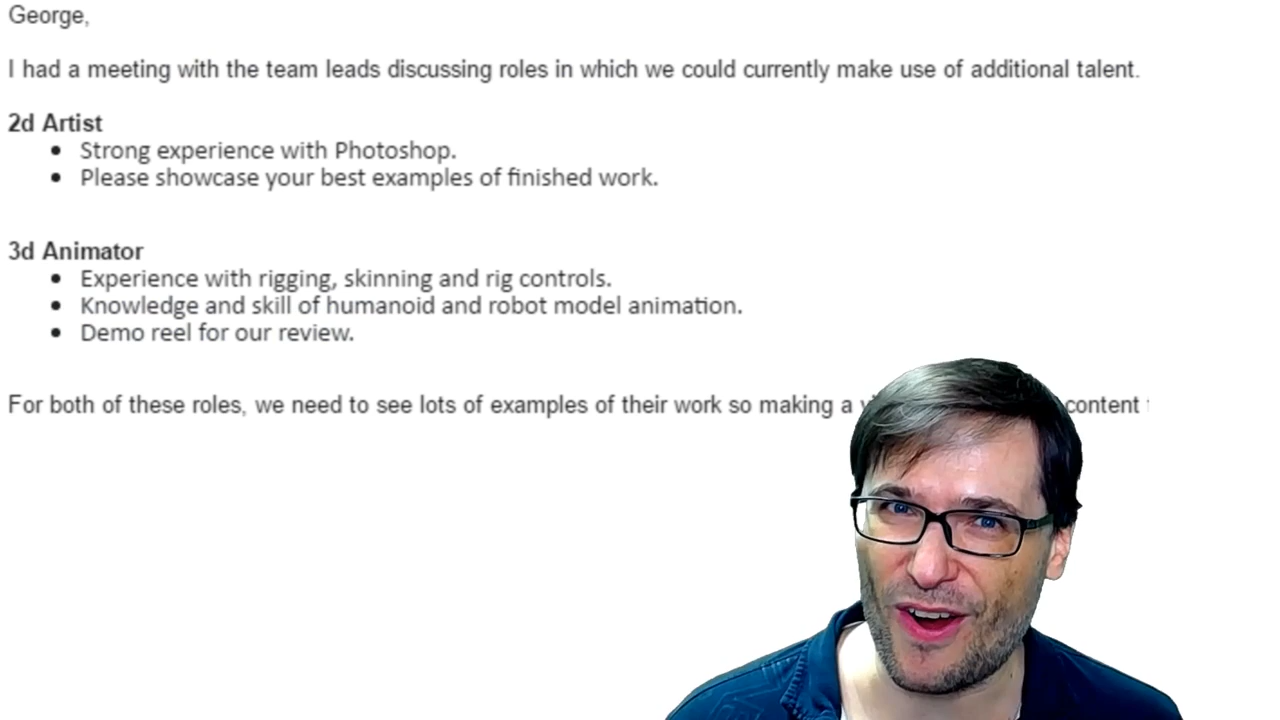 George,
I had a meeting with the team leads discussing roles in which we could currently make use of additional talent.
2d Artist
• Strong experience with Photoshop.
• Please showcase your best examples of finished work.
3d Animator
• Experience with rigging, skinning and rig controls.
• Knowledge and skill of humanoid and robot model animation.
• Demo reel for our review.
For both of these roles, we need to see lots of examples of their work so making a content